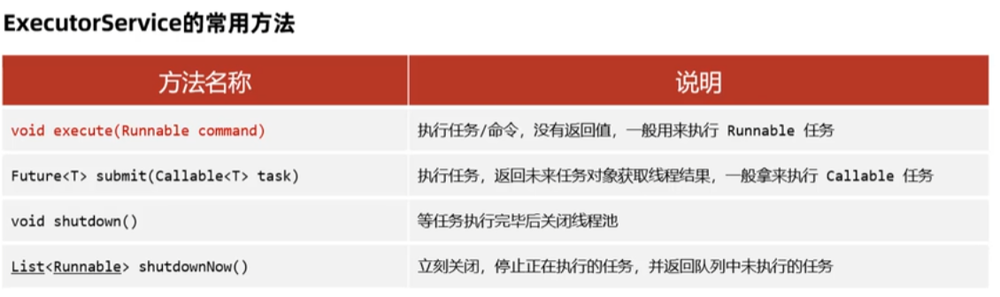 ExecutorService的常用方法
方法名称 说明
void execute(Runnable command) 执行任务/命令，没有返回值，一般用来执行 Runnable 任务
Future<T> submit(Callable<T> task) 执行任务，返回未来任务对象获取线程结果，一般拿来执行 Callable 任务
void shutdown() 等任务执行完毕后关闭线程池
List<Runnable> shutdownNow() 立刻关闭，停止正在执行的任务，并返回队列中未执行的任务